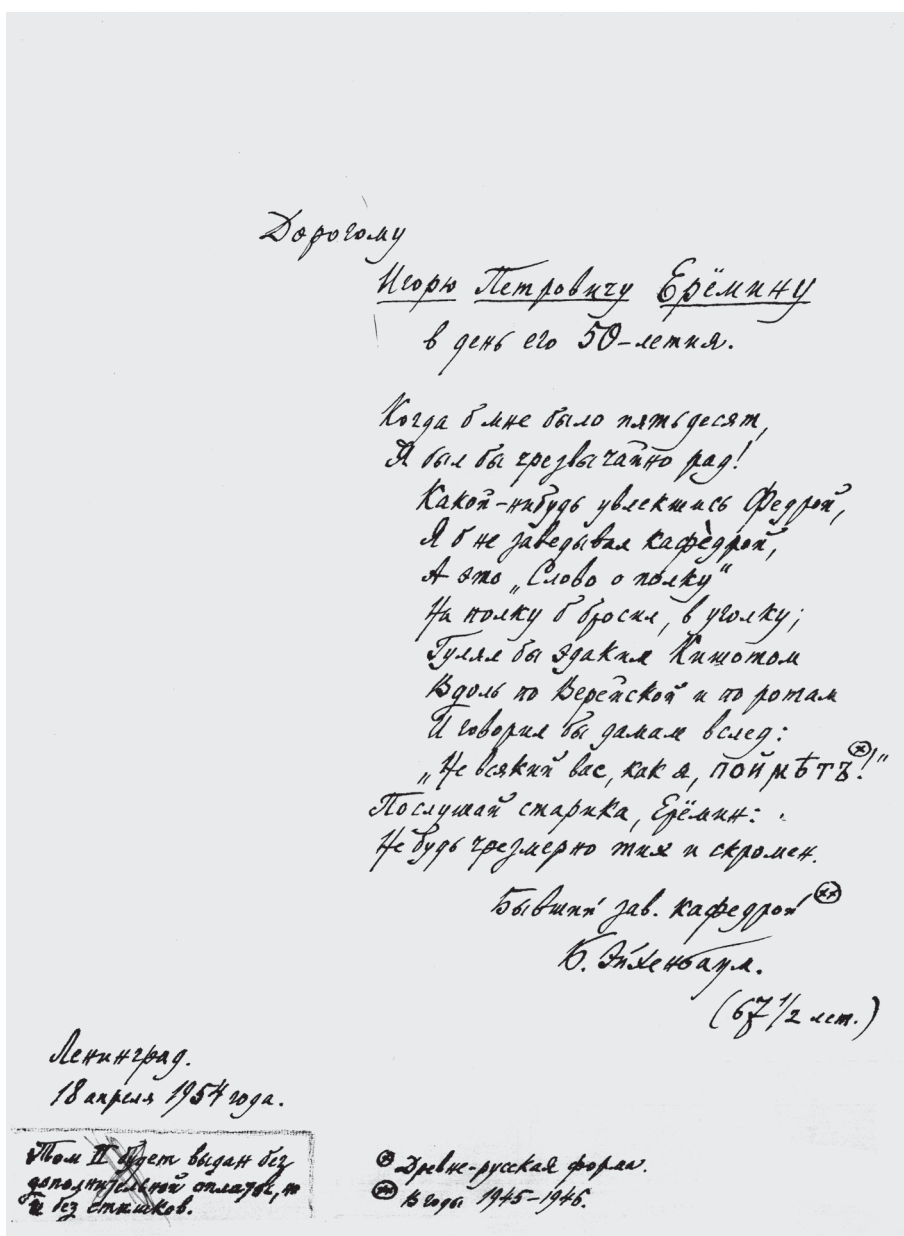 Дорогому
Игорю Петровичу Ерёмину
в день его 50-летия.
Когда б мне было пятьдесят,
Я был бы чрезвычайно рад!
Какой-нибудь увлекшись Федрой,
Я б не заведывал кафедрой,
А это „Слово о полку"
На полку б бросил, в уголку;
Гулял бы эдаким Кишотом
Вдоль по Верейской и по ротам
И говорил бы дамам вслед:
„Не всякий вас, как я, поймѣтъ ⊛!"
Послушай старика, Ерёмин:
Не будь чрезмерно тих и скромен.
Бывший зав. кафедрой (××)
Б. Эйхенбаум.
(67 1/2 лет.)
Ленинград.
18 апреля 1954 года.
Том II будет выдан без
дополнительной оплаты, но
и без стишков.
⊛ Древне-русская форма.
(××) В годы 1945–1946.